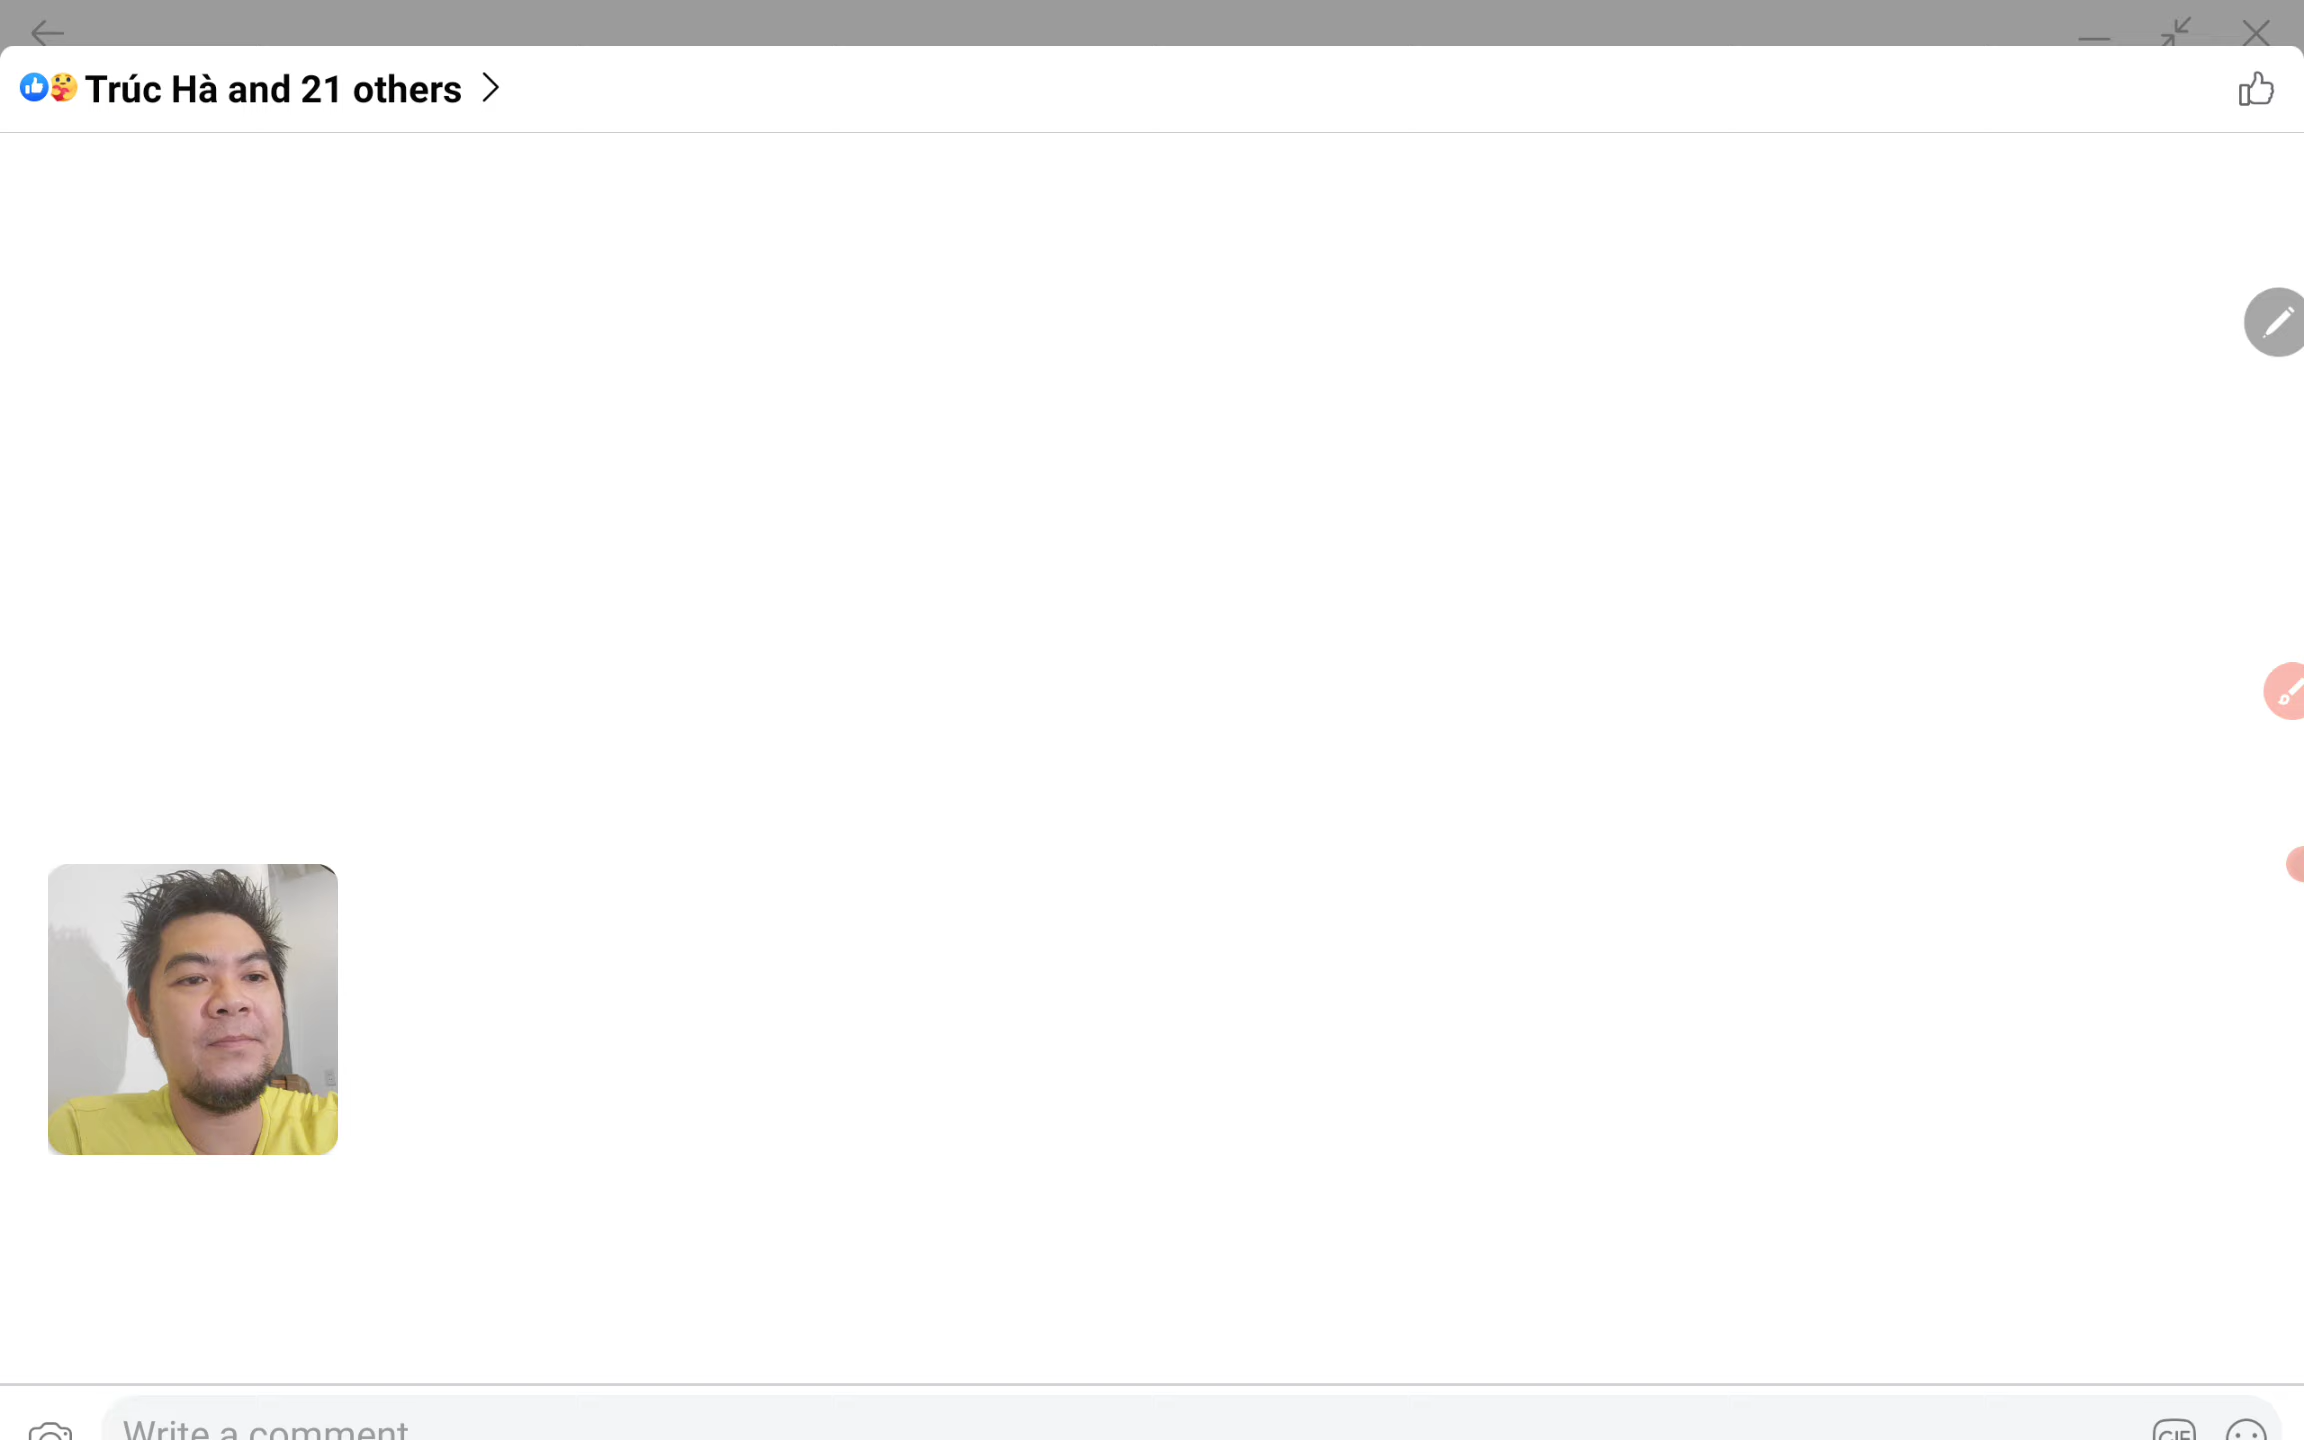 Trúc Hà and 21 others
Write a comment
GIF